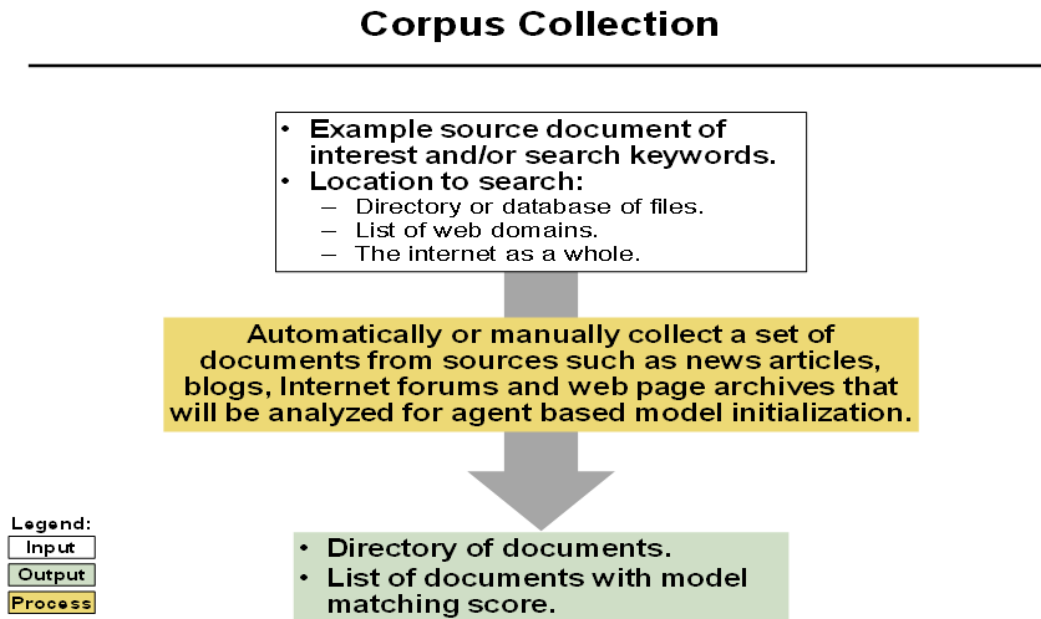 Corpus Collection
• Example source document of
interest and/or search keywords.
• Location to search:
– Directory or database of files.
– List of web domains.
– The internet as a whole.
Automatically or manually collect a set of
documents from sources such as news articles,
blogs, Internet forums and web page archives that
will be analyzed for agent based model initialization.
Legend:
Input
Output
Process
• Directory of documents.
• List of documents with model
matching score.